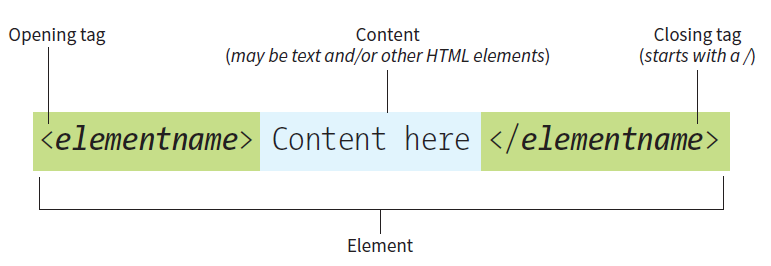 Opening tag
Content
(may be text and/or other HTML elements)
Closing tag
(starts with a /)
<elementname> Content here </elementname>
Element